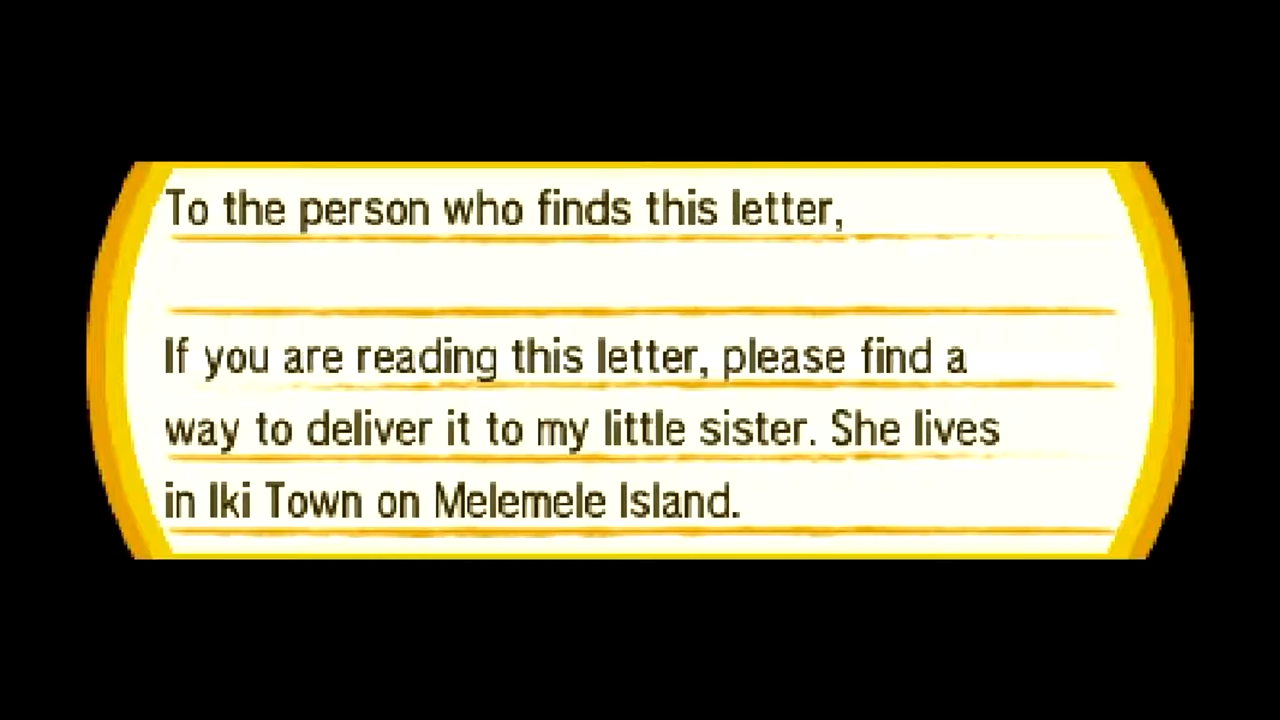 To the person who finds this letter,
If you are reading this letter, please find a
way to deliver it to my little sister. She lives
in Iki Town on Melemele Island.